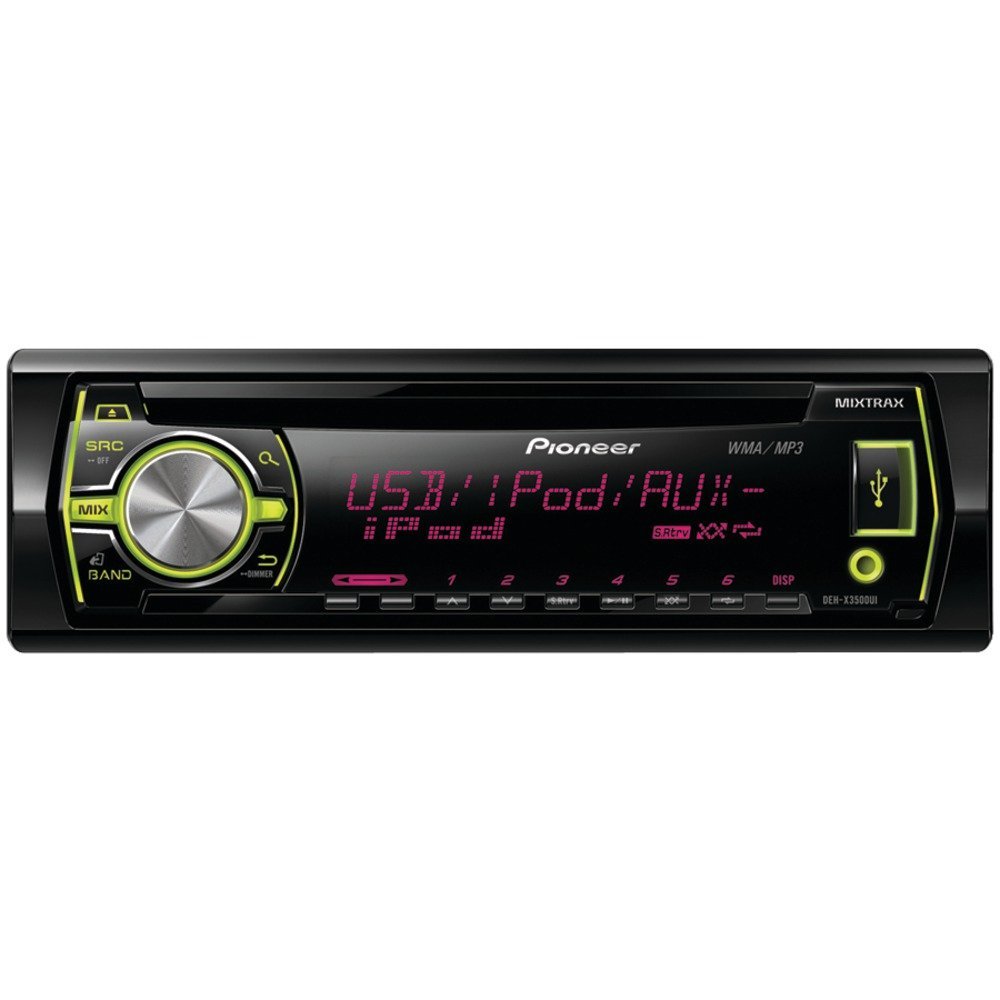 MIXTRAX
SRC
OFF
Pioneer
WMA/MP3
USB/iPod/AUX-
MIX
iPod
S.Rtrv
BAND
DIMMER
1 2 3 4 5 6 DISP
S.Rtrv
DEH-X3500UI